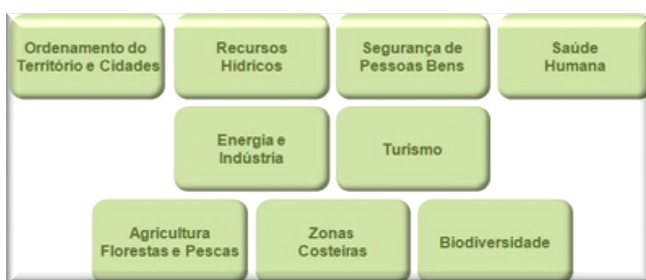 Ordenamento do
Território e Cidades
Recursos
Hídricos
Segurança de
Pessoas Bens
Saúde
Humana
Energia e
Indústria
Turismo
Agricultura
Florestas e Pescas
Zonas
Costeiras
Biodiversidade